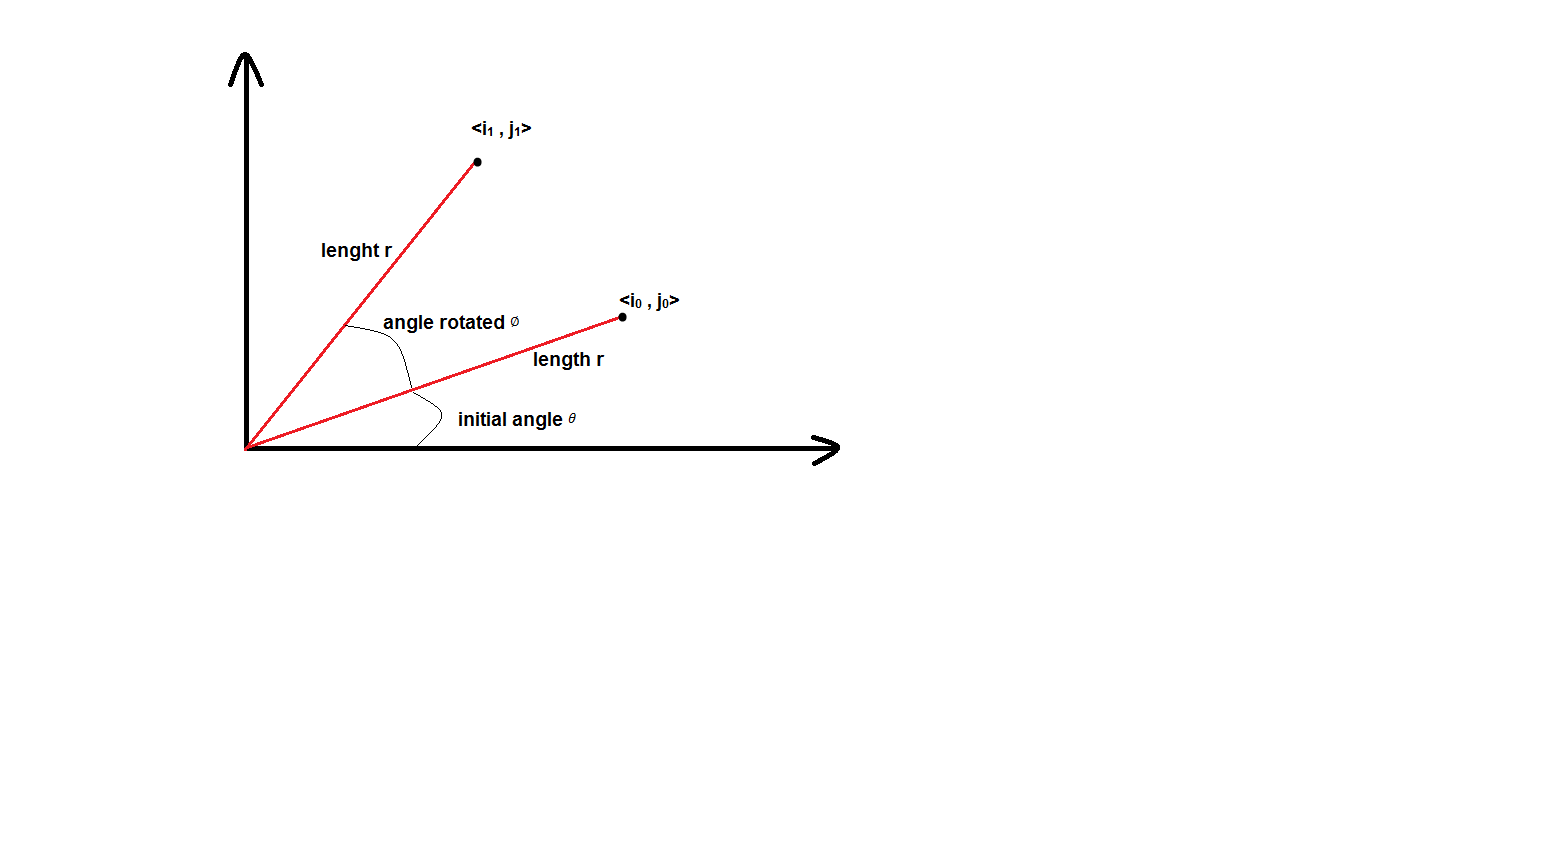 <i₁ , j₁>
lenght r
<i₀ , j₀>
angle rotated ∅
length r
initial angle θ